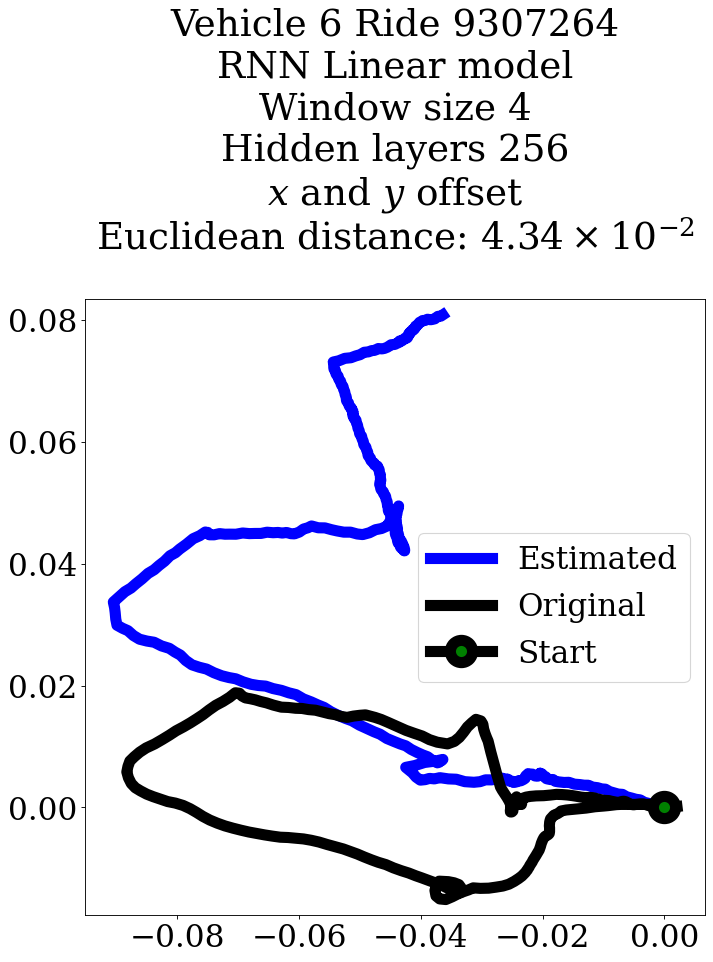 Vehicle 6 Ride 9307264
RNN Linear model
Window size 4
Hidden layers 256
x and y offset
Euclidean distance: 4.34 × 10⁻²
0.08
0.06
0.04
0.02
0.00
Estimated
Original
Start
−0.08 −0.06 −0.04 −0.02 0.00